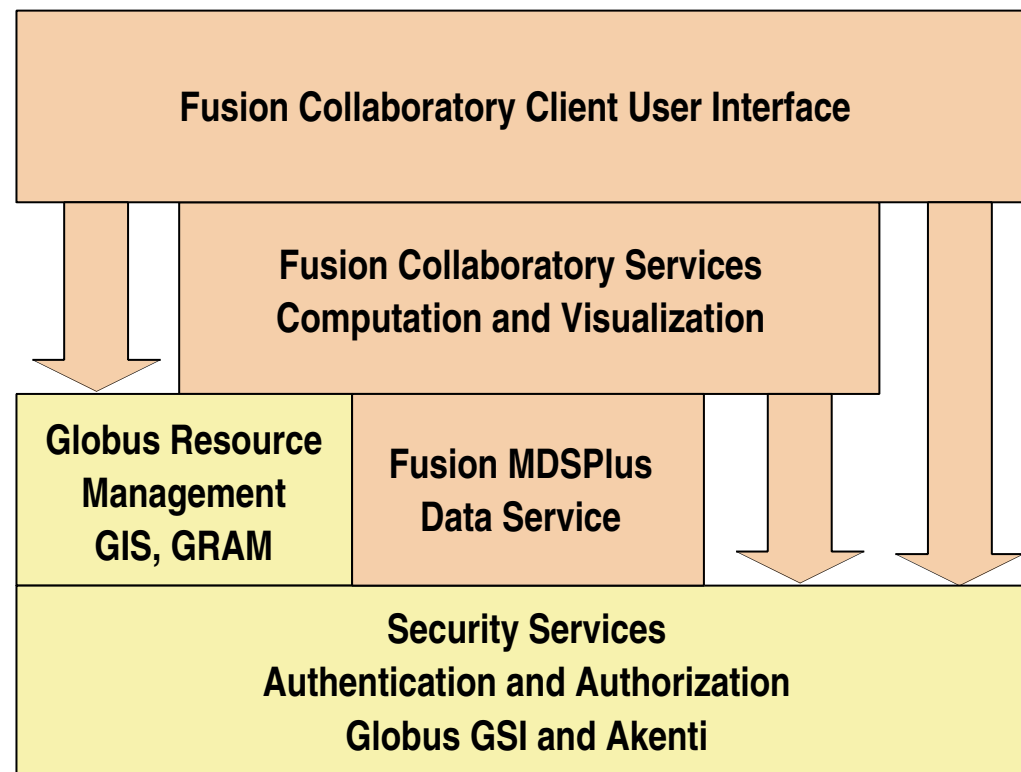 Fusion Collaboratory Client User Interface
Fusion Collaboratory Services
Computation and Visualization
Globus Resource
Management
GIS, GRAM
Fusion MDSPlus
Data Service
Security Services
Authentication and Authorization
Globus GSI and Akenti